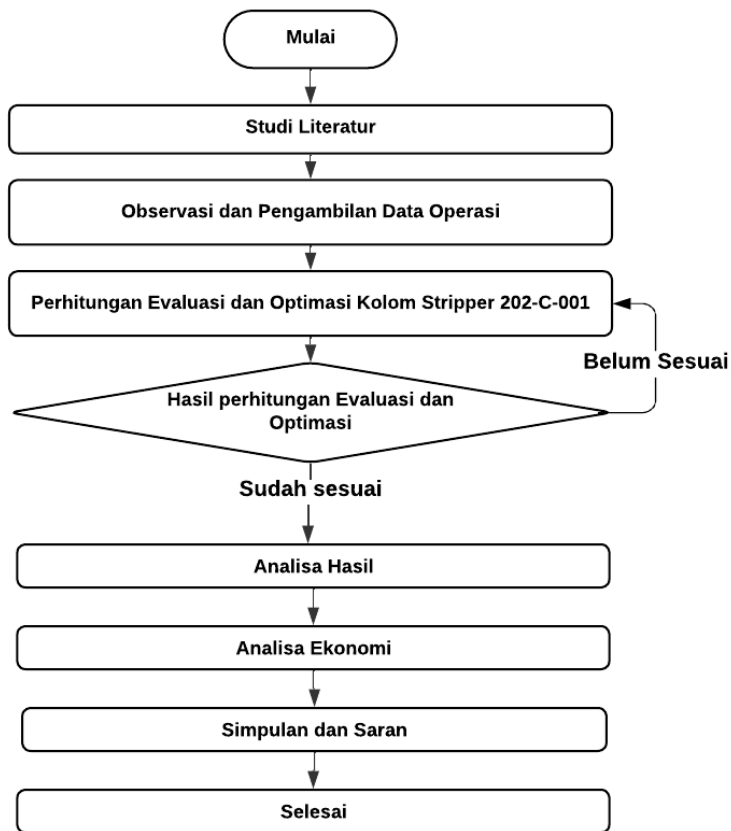 Mulai
Studi Literatur
Observasi dan Pengambilan Data Operasi
Perhitungan Evaluasi dan Optimasi Kolom Stripper 202-C-001
Belum Sesuai
Hasil perhitungan Evaluasi dan
Optimasi
Sudah sesuai
Analisa Hasil
Analisa Ekonomi
Simpulan dan Saran
Selesai